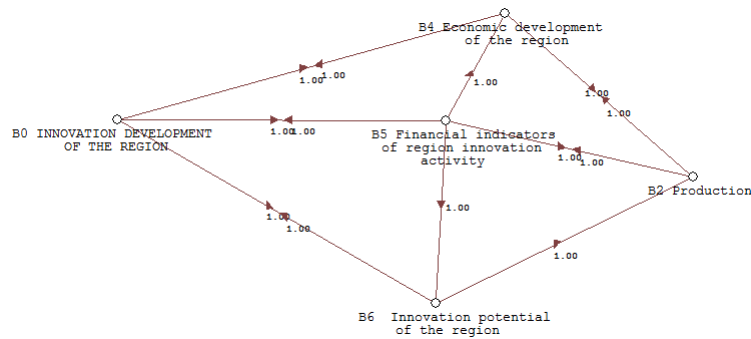 B4 Economic development
of the region
1.00
1.00
1.00
1.00
1.00
B0 INNOVATION DEVELOPMENT
OF THE REGION
1.00
1.00
B5 Financial indicators
of region innovation
activity
1.00
1.00
B2 Production
1.00
1.00
1.00
1.00
B6 Innovation potential
of the region